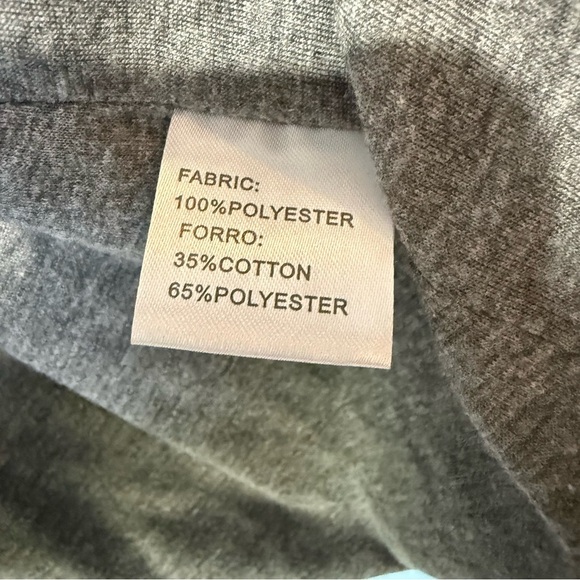 FABRIC:
100%POLYESTER
FORRO:
35%COTTON
65%POLYESTER